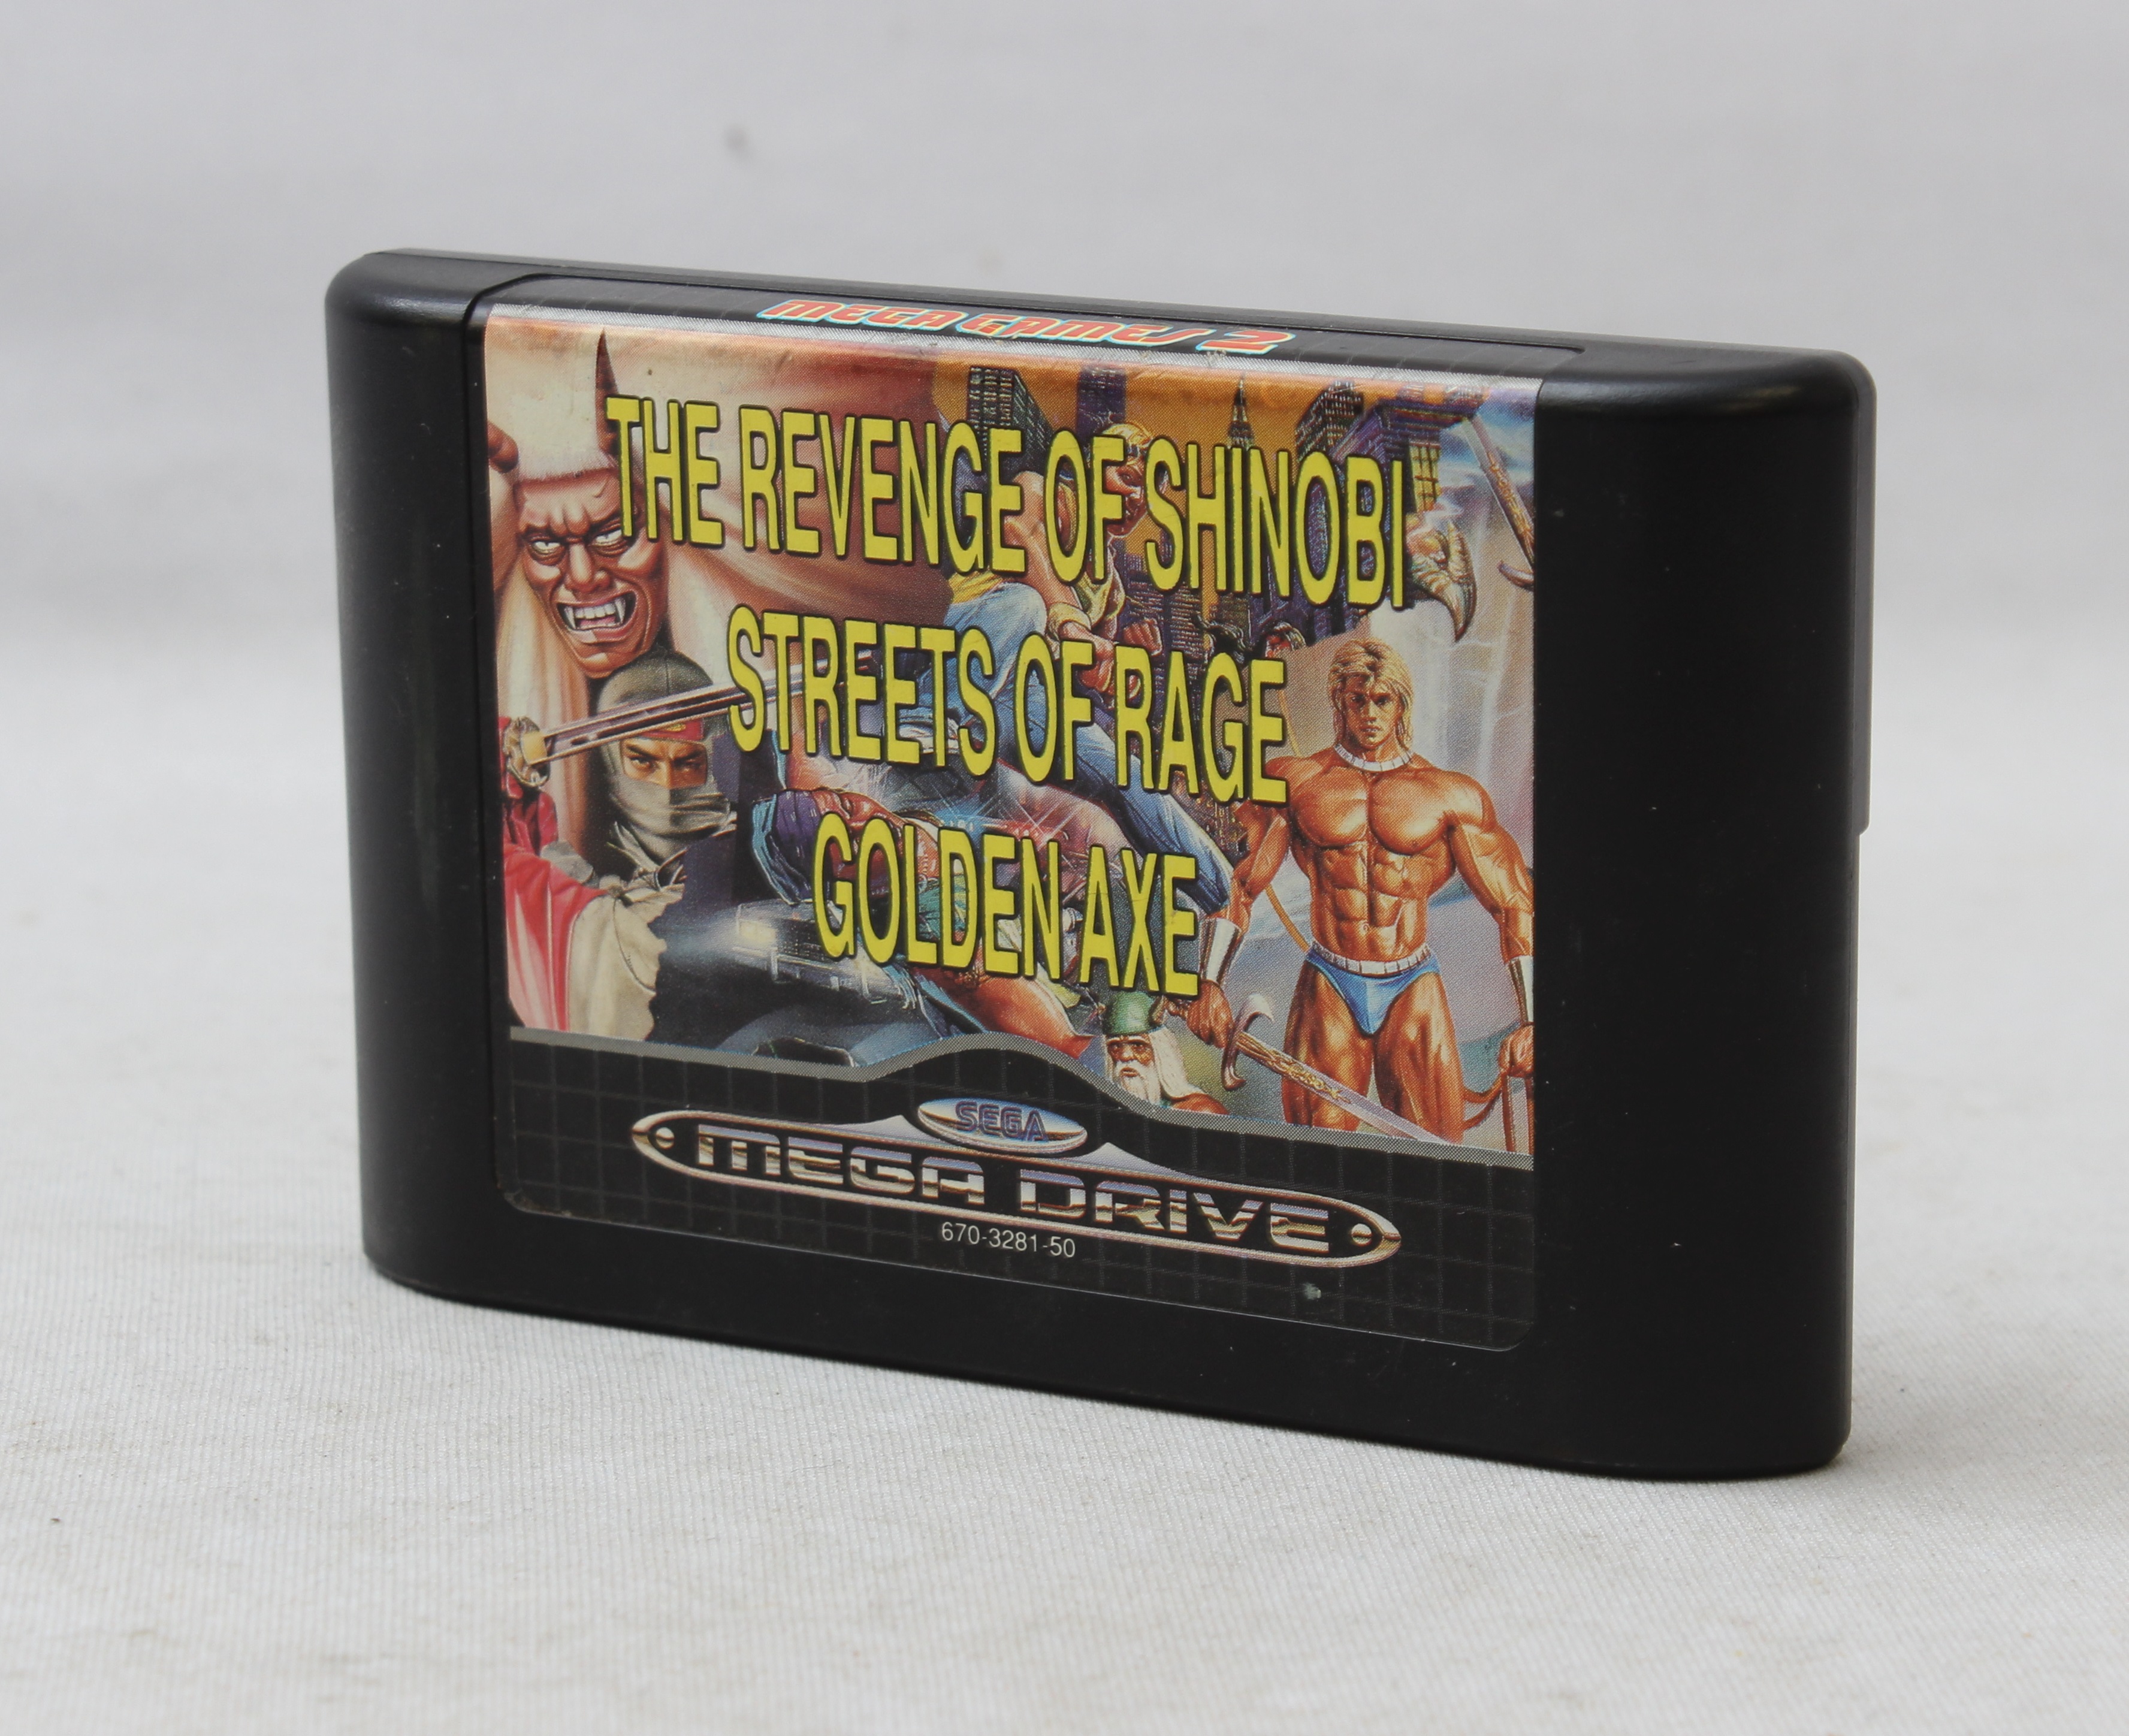 MEGA GAMES 2
THE REVENGE OF SHINOBI
STREETS OF RAGE
GOLDEN AXE
SEGA
MEGA DRIVE
670-3281-50